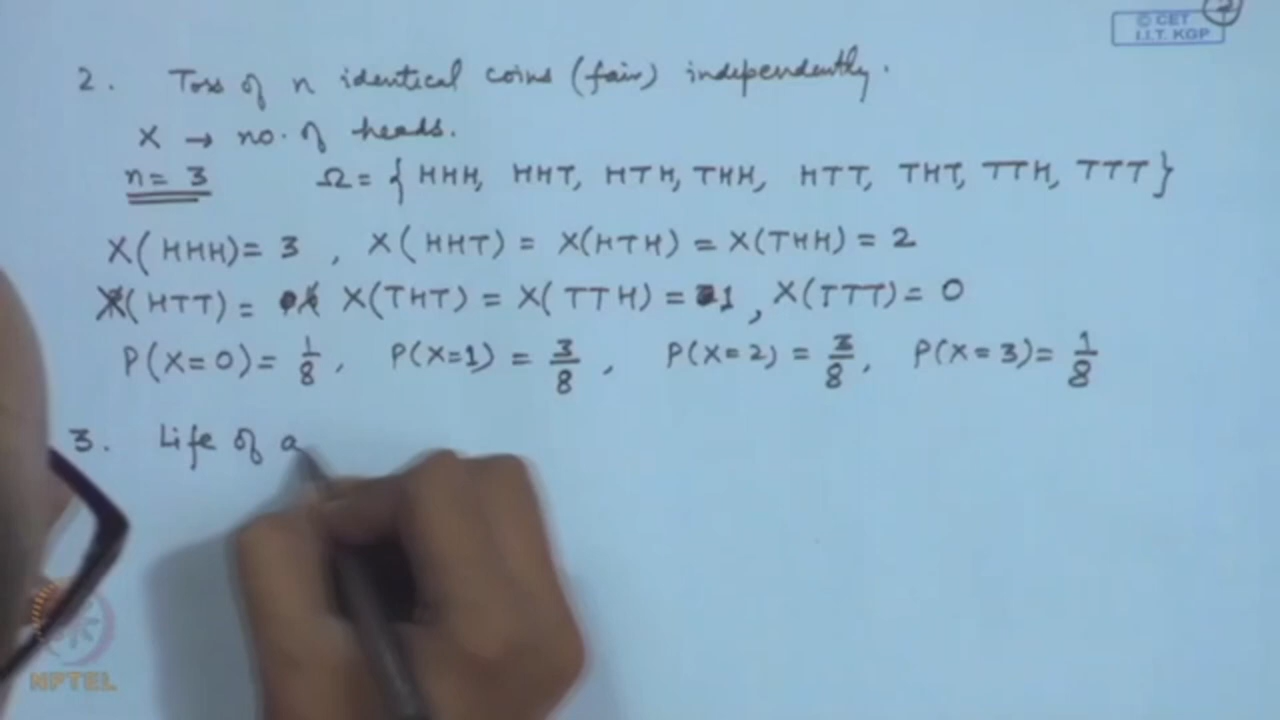 © CET
I.I.T. KGP
2
2. Toss of n identical coins (fair) independently.
X → no. of heads.
n = 3 Ω = { HHH, HHT, HTH, THH, HTT, THT, TTH, TTT }
X( HHH) = 3 , X( HHT) = X(HTH) = X(THH) = 2
X(HTT) = X(THT) = X( TTH) = 1 , X(TTT) = 0
P(X=0) = 1/8 , P(X=1) = 3/8 , P(X=2) = 3/8 , P(X=3) = 1/8
3. Life of a
NPTEL